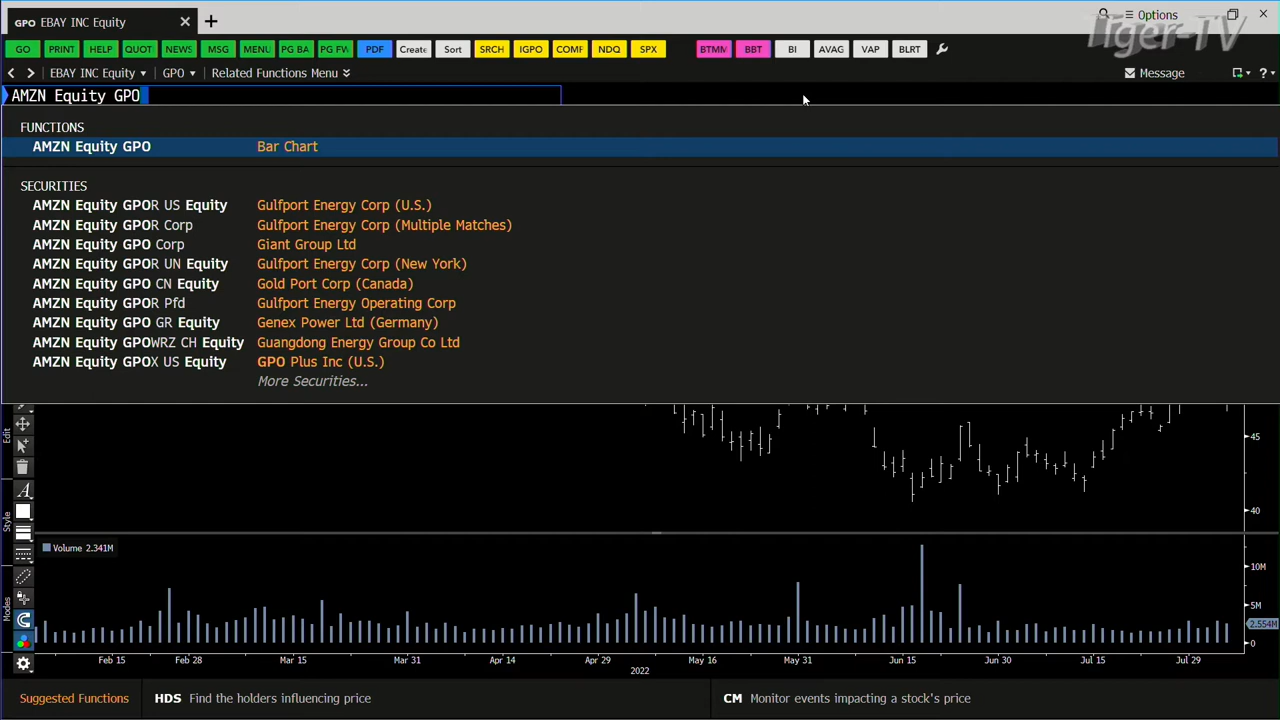 GPO EBAY INC Equity
Options
Tiger-TV
GO PRINT HELP QUOT NEWS MSG MENU PG BA PG FW PDF Create Sort SRCH IGPO COMF NDQ SPX BTMM BBT BI AVAG VAP BLRT
EBAY INC Equity GPO Related Functions Menu Message
AMZN Equity GPO
FUNCTIONS
AMZN Equity GPO Bar Chart
SECURITIES
AMZN Equity GPOR US Equity Gulfport Energy Corp (U.S.)
AMZN Equity GPOR Corp Gulfport Energy Corp (Multiple Matches)
AMZN Equity GPO Corp Giant Group Ltd
AMZN Equity GPOR UN Equity Gulfport Energy Corp (New York)
AMZN Equity GPO CN Equity Gold Port Corp (Canada)
AMZN Equity GPOR Pfd Gulfport Energy Operating Corp
AMZN Equity GPO GR Equity Genex Power Ltd (Germany)
AMZN Equity GPOWRZ CH Equity Guangdong Energy Group Co Ltd
AMZN Equity GPOX US Equity GPO Plus Inc (U.S.)
More Securities...
Edit
45
Style
40
Volume 2.341M
10M
Modes
5M
2.554M
0
Feb 15 Feb 28 Mar 15 Mar 31 Apr 14 Apr 29 May 16 May 31 Jun 15 Jun 30 Jul 15 Jul 29
2022
Suggested Functions HDS Find the holders influencing price CM Monitor events impacting a stock's price